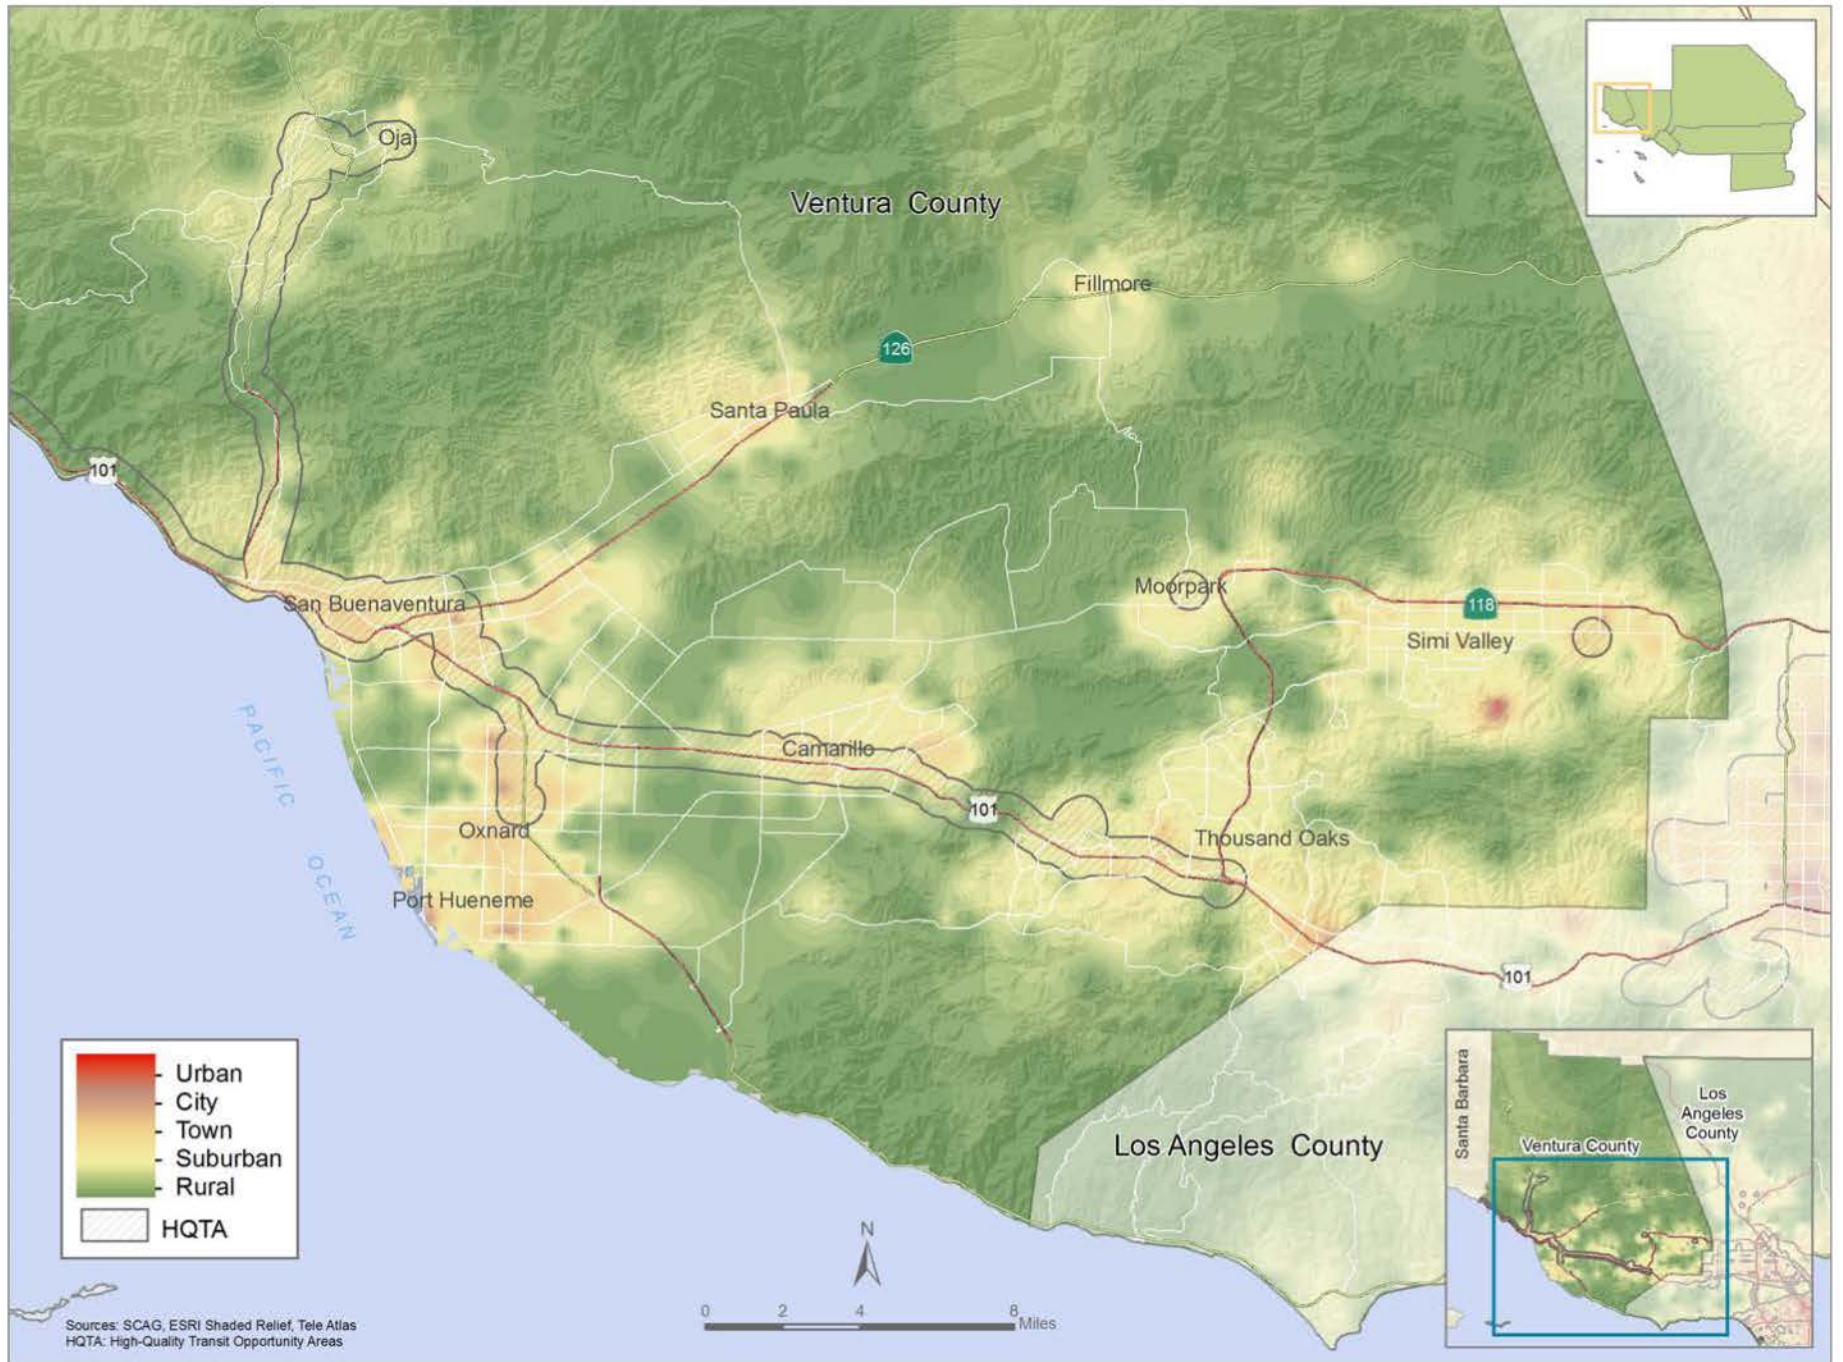 Ojai
Ventura County
Fillmore
126
Santa Paula
101
Moorpark
118
San Buenaventura
Simi Valley
PACIFIC
OCEAN
Camarillo
101
Oxnard
Thousand Oaks
Port Hueneme
101
Urban
City
Town
Suburban
Rural
HQTA
Los Angeles County
N
0 2 4 8
Miles
Sources: SCAG, ESRI Shaded Relief, Tele Atlas
HQTA: High-Quality Transit Opportunity Areas
Santa Barbara
Los
Angeles
County
Ventura County